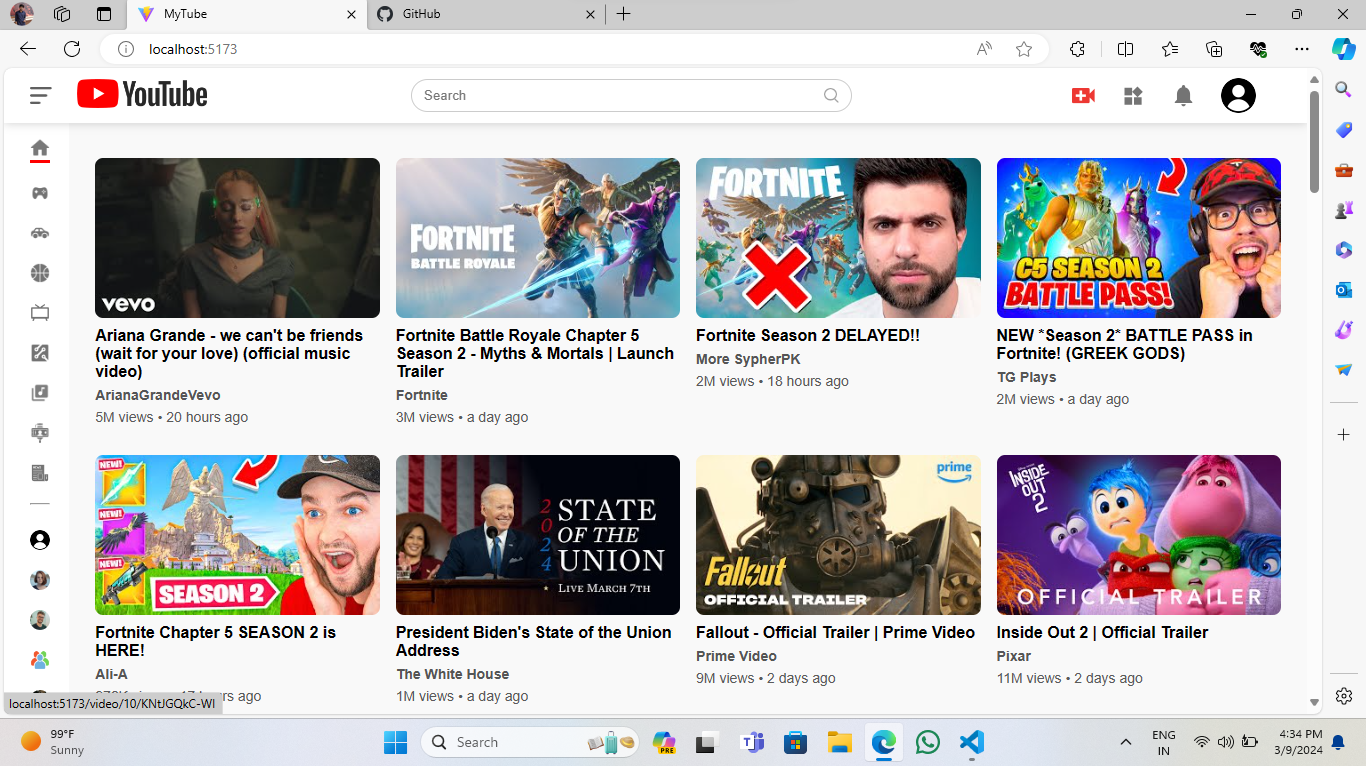 MyTube
GitHub
localhost:5173
YouTube
Search
vevo
FORTNITE
BATTLE ROYALE
FORTNITE
C5 SEASON 2
BATTLE PASS!
Ariana Grande - we can't be friends
(wait for your love) (official music
video)
ArianaGrandeVevo
5M views • 20 hours ago
Fortnite Battle Royale Chapter 5
Season 2 - Myths & Mortals | Launch
Trailer
Fortnite
3M views • a day ago
Fortnite Season 2 DELAYED!!
More SypherPK
2M views • 18 hours ago
NEW *Season 2* BATTLE PASS in
Fortnite! (GREEK GODS)
TG Plays
2M views • a day ago
NEW!
NEW!
NEW!
SEASON 2
2024
STATE
OF THE
UNION
LIVE MARCH 7TH
prime
Fallout
OFFICIAL TRAILER
INSIDE
OUT 2
OFFICIAL TRAILER
Fortnite Chapter 5 SEASON 2 is
HERE!
Ali-A
ago
President Biden's State of the Union
Address
The White House
1M views • a day ago
Fallout - Official Trailer | Prime Video
Prime Video
9M views • 2 days ago
Inside Out 2 | Official Trailer
Pixar
11M views • 2 days ago
localhost:5173/video/10/KNtJGQkC-WI
99°F
Sunny
Search
PRE
ENG
IN
4:34 PM
3/9/2024